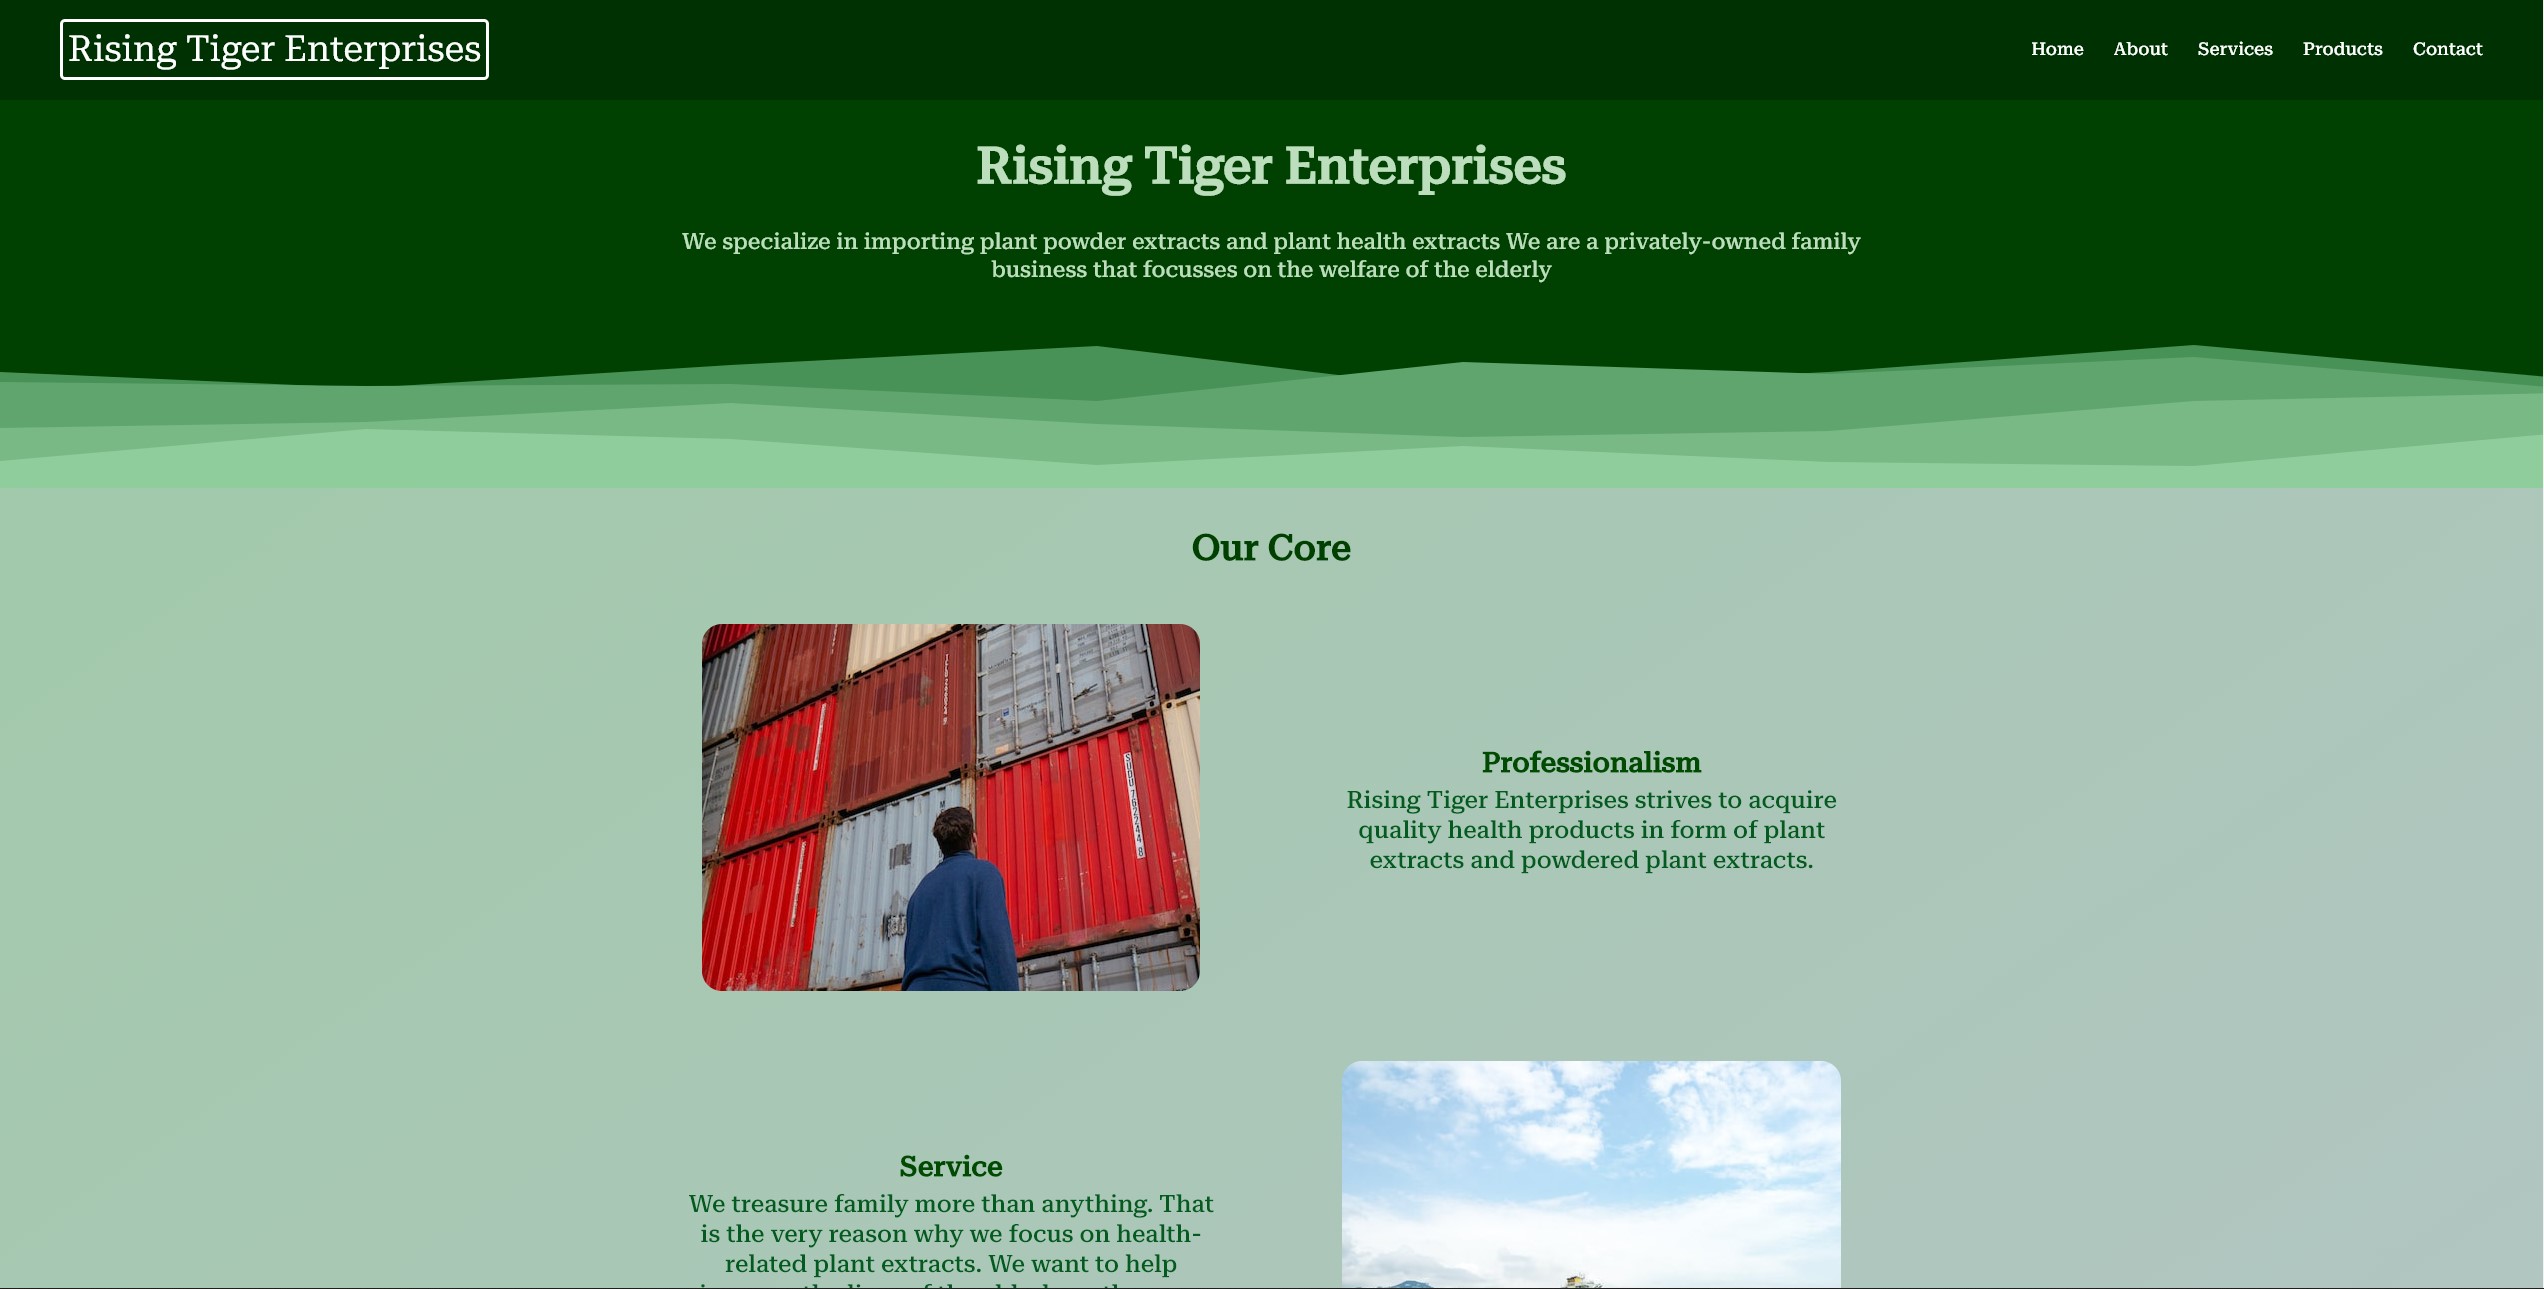 Rising Tiger Enterprises
Home About Services Products Contact
Rising Tiger Enterprises
We specialize in importing plant powder extracts and plant health extracts We are a privately-owned family
business that focusses on the welfare of the elderly
Our Core
SUDU 762244 8
Professionalism
Rising Tiger Enterprises strives to acquire
quality health products in form of plant
extracts and powdered plant extracts.
Service
We treasure family more than anything. That
is the very reason why we focus on health-
related plant extracts. We want to help